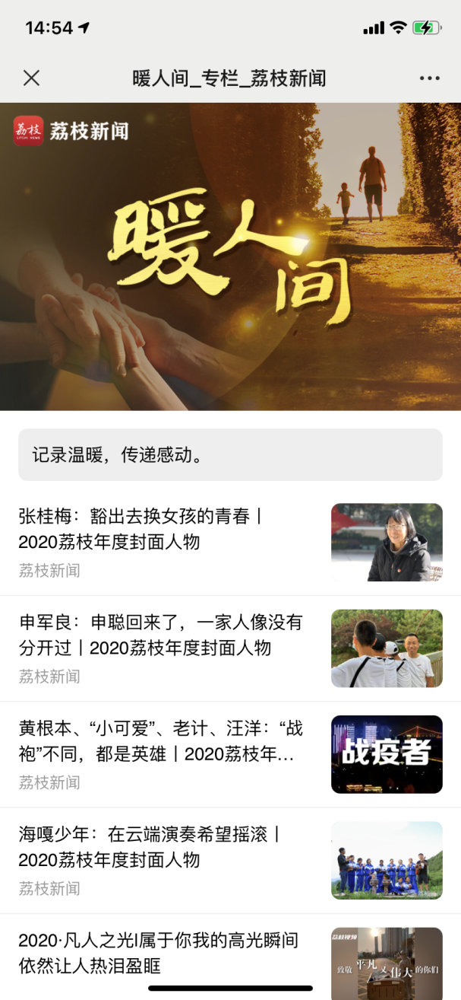 14:54
暖人间_专栏_荔枝新闻
荔枝
LITCHI NEWS
荔枝新闻
暖人间
记录温暖，传递感动。
张桂梅：豁出去换女孩的青春丨
2020荔枝年度封面人物
荔枝新闻
申军良：申聪回来了，一家人像没有
分开过丨2020荔枝年度封面人物
荔枝新闻
黄根本、“小可爱”、老计、汪洋：“战
袍”不同，都是英雄丨2020荔枝年…
荔枝新闻
战疫者
海嘎少年：在云端演奏希望摇滚丨
2020荔枝年度封面人物
荔枝新闻
2020·凡人之光|属于你我的高光瞬间
依然让人热泪盈眶
荔枝视频
致敬 平凡又伟大的你们